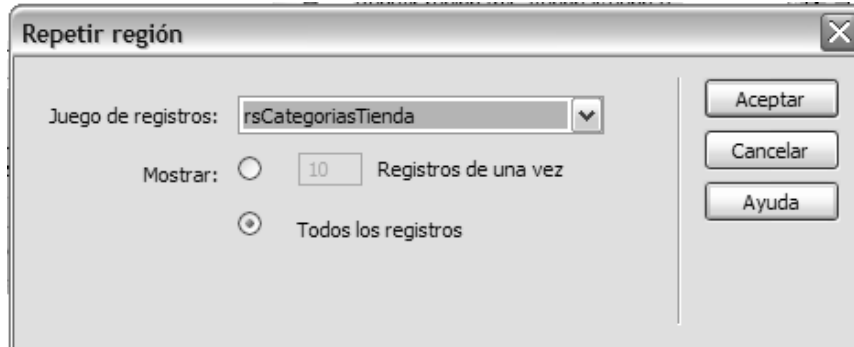 Repetir región
Juego de registros: rsCategoriasTienda
Mostrar: 10 Registros de una vez
Todos los registros
Aceptar
Cancelar
Ayuda